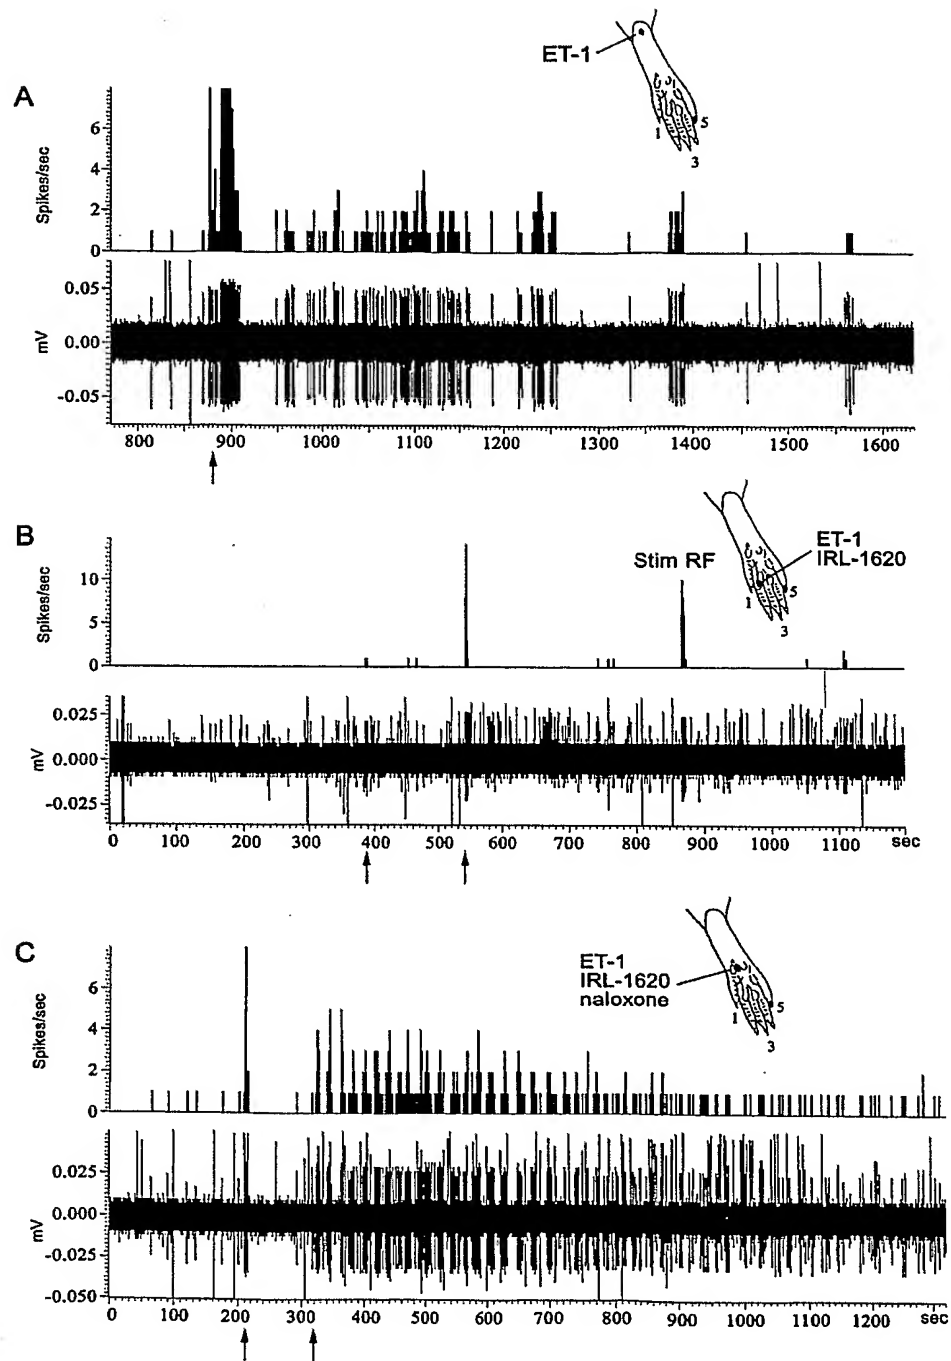 ET-1
A
1
5
3
Spikes/sec
6
4
2
0
mV
0.05
0.00
-0.05
800 900 1000 1100 1200 1300 1400 1500 1600
B
ET-1
IRL-1620
Stim RF
1
5
3
Spikes/sec
10
5
0
mV
0.025
0.000
-0.025
0 100 200 300 400 500 600 700 800 900 1000 1100 sec
C
ET-1
IRL-1620
naloxone
1
5
3
Spikes/sec
6
4
2
0
mV
0.025
0.000
-0.025
-0.050
0 100 200 300 400 500 600 700 800 900 1000 1100 1200 sec